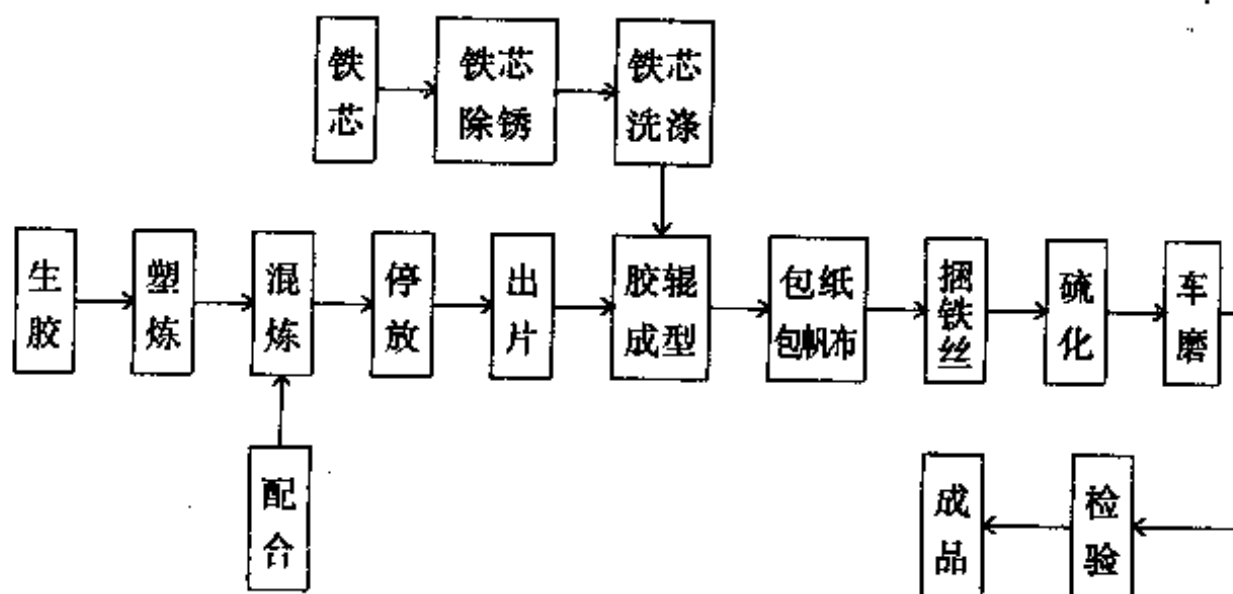 铁
芯
铁芯
除锈
铁芯
洗涤
生
胶
塑
炼
混
炼
停
放
出
片
胶辊
成型
包纸
包帆布
捆
铁
丝
硫
化
车
磨
配
合
成
品
检
验